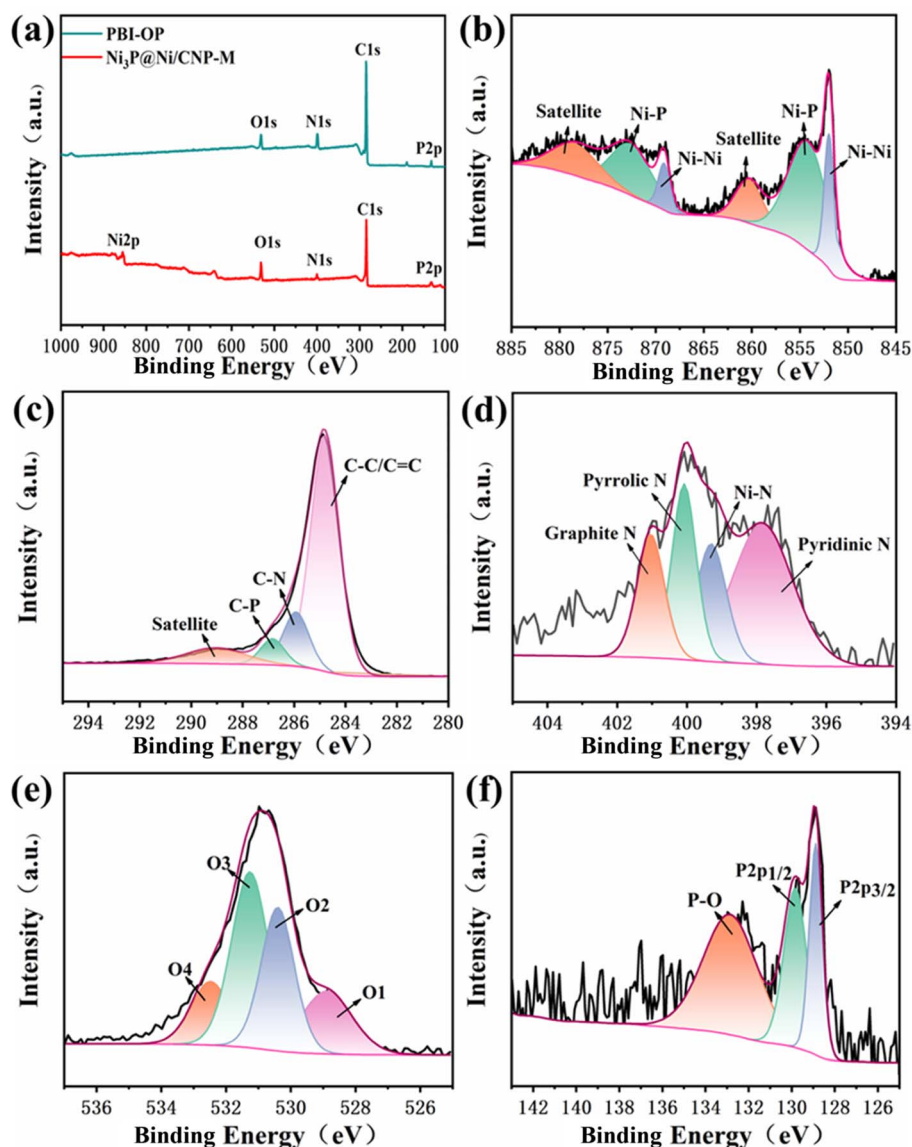 (a)
PBI-OP
Ni₃P@Ni/CNP-M
C1s
O1s
N1s
P2p
C1s
Ni2p
O1s
N1s
P2p
Intensity (a.u.)
1000 900 800 700 600 500 400 300 200 100
Binding Energy (eV)
(b)
Satellite
Ni-P
Ni-Ni
Satellite
Ni-P
Ni-Ni
Intensity (a.u.)
885 880 875 870 865 860 855 850 845
Binding Energy (eV)
(c)
C-C/C=C
C-N
C-P
Satellite
Intensity (a.u.)
294 292 290 288 286 284 282 280
Binding Energy (eV)
(d)
Pyrrolic N
Ni-N
Graphite N
Pyridinic N
Intensity (a.u.)
404 402 400 398 396 394
Binding Energy (eV)
(e)
O3
O2
O4
O1
Intensity (a.u.)
536 534 532 530 528 526
Binding Energy (eV)
(f)
P2p1/2
P-O
P2p3/2
Intensity (a.u.)
142 140 138 136 134 132 130 128 126
Binding Energy (eV)